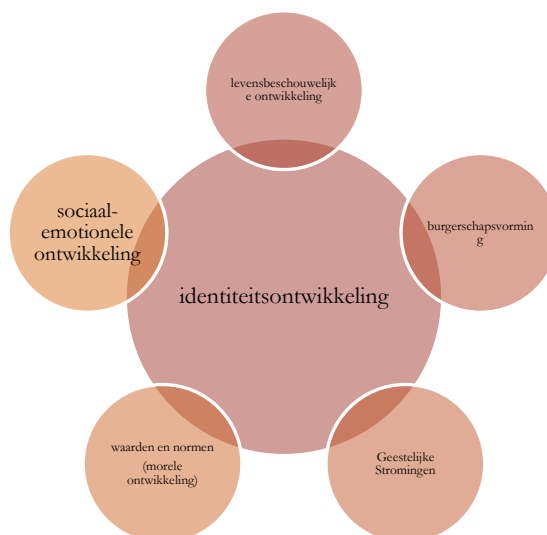 levensbeschouwelijk
e ontwikkeling
sociaal-
emotionele
ontwikkeling
burgerschapsvormin
g
identiteitsontwikkeling
waarden en normen
(morele
ontwikkeling)
Geestelijke
Stromingen